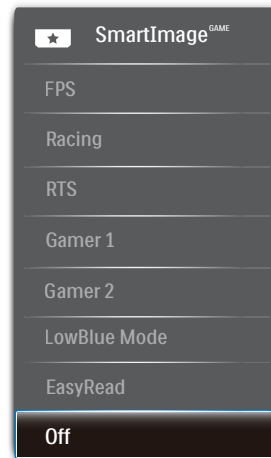 SmartImage GAME
FPS
Racing
RTS
Gamer 1
Gamer 2
LowBlue Mode
EasyRead
Off